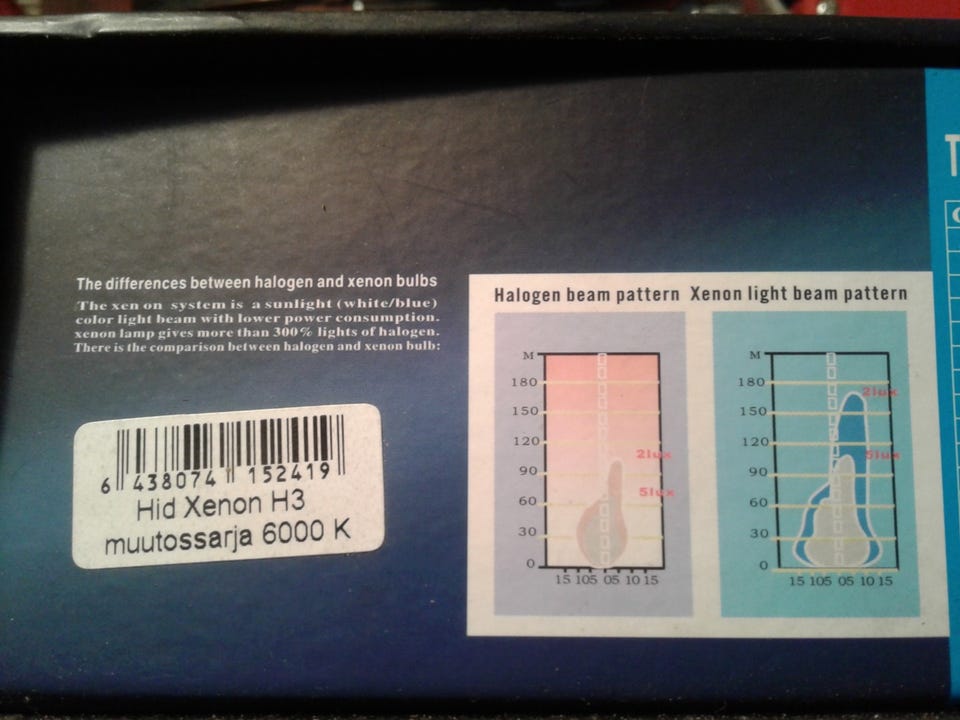 The differences between halogen and xenon bulbs
The xen on system is a sunlight (white/blue)
color light beam with lower power consumption.
xenon lamp gives more than 300% lights of halogen.
There is the comparison between halogen and xenon bulb:
6 438074 152419
Hid Xenon H3
muutossarja 6000 K
Halogen beam pattern
M
180
150
120
90
60
30
0
2lux
5lux
15 105 05 10 15
Xenon light beam pattern
M
180
150
120
90
60
30
0
2lux
5lux
15 105 05 10 15